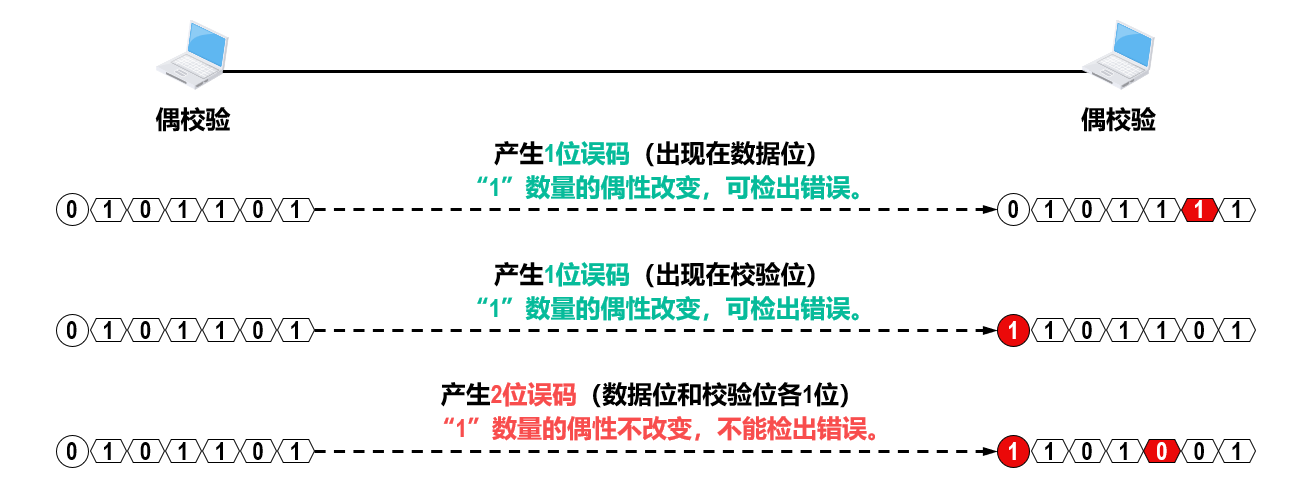 偶校验
偶校验
产生1位误码（出现在数据位）
“1”数量的偶性改变，可检出错误。
0 1 0 1 1 0 1 0 1 0 1 1 1 1
产生1位误码（出现在校验位）
“1”数量的偶性改变，可检出错误。
0 1 0 1 1 0 1 1 1 0 1 1 0 1
产生2位误码（数据位和校验位各1位）
“1”数量的偶性不改变，不能检出错误。
0 1 0 1 1 0 1 1 1 0 1 0 0 1